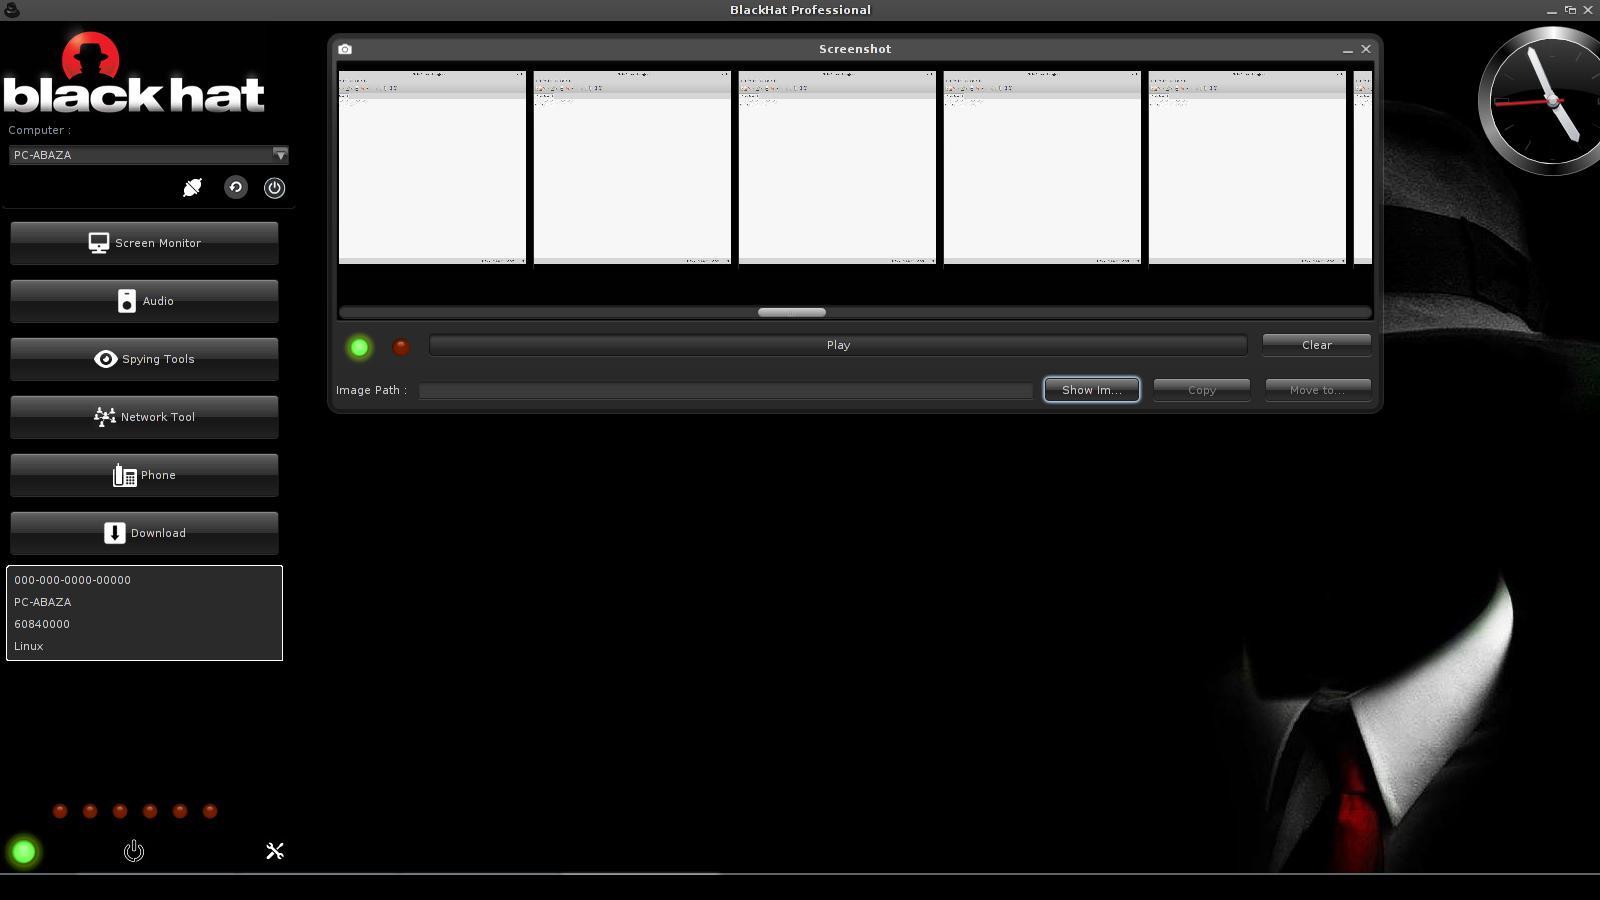 BlackHat Professional
black hat
Computer :
PC-ABAZA
Screen Monitor
Audio
Spying Tools
Network Tool
Phone
Download
000-000-0000-00000
PC-ABAZA
60840000
Linux
Screenshot
Play
Clear
Image Path :
Show Im...
Copy
Move to...